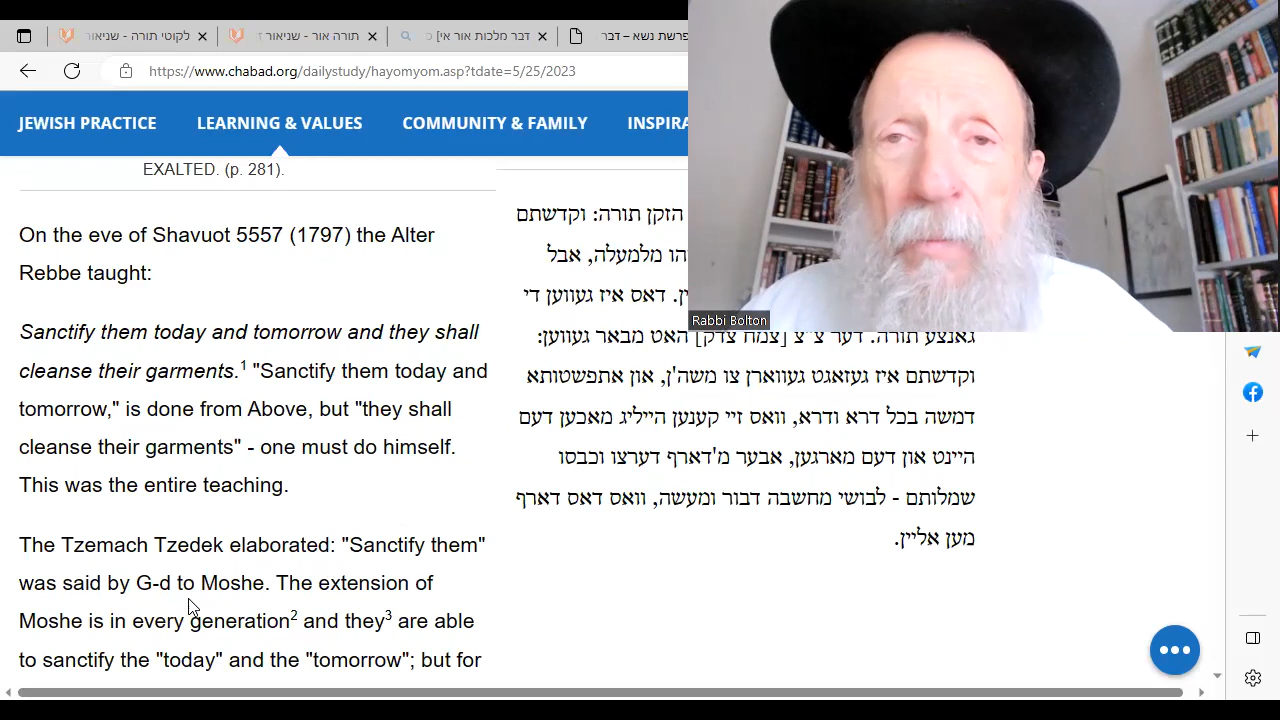 לקוטי תורה - שניאור
תורה אור - שניאור ז
דבר מלכות אור אי] כ
פרשת נשא – דבר
https://www.chabad.org/dailystudy/hayomyom.asp?tdate=5/25/2023
JEWISH PRACTICE LEARNING & VALUES COMMUNITY & FAMILY INSPIRA
EXALTED. (p. 281).
On the eve of Shavuot 5557 (1797) the Alter
Rebbe taught:
Sanctify them today and tomorrow and they shall
cleanse their garments.1 "Sanctify them today and
tomorrow," is done from Above, but "they shall
cleanse their garments" - one must do himself.
This was the entire teaching.
The Tzemach Tzedek elaborated: "Sanctify them"
was said by G-d to Moshe. The extension of
Moshe is in every generation2 and they3 are able
to sanctify the "today" and the "tomorrow"; but for
הזקן תורה: וקדשתם
מלמעלה, אבל
דאס איז געווען די
גאנצע תורה. דער צ״צ [צמח צדק] האט מבאר געווען:
וקדשתם איז געזאגט געווארן צו משה'ן, און אתפשטותא
דמשה בכל דרא ודרא, וואס זיי קענען הייליג מאכען דעם
היינט און דעם מארגען, אבער מ'דארף דערצו וכבסו
שמלותם - לבושי מחשבה דבור ומעשה, וואס דאס דארף
מען אליין.
Rabbi Bolton